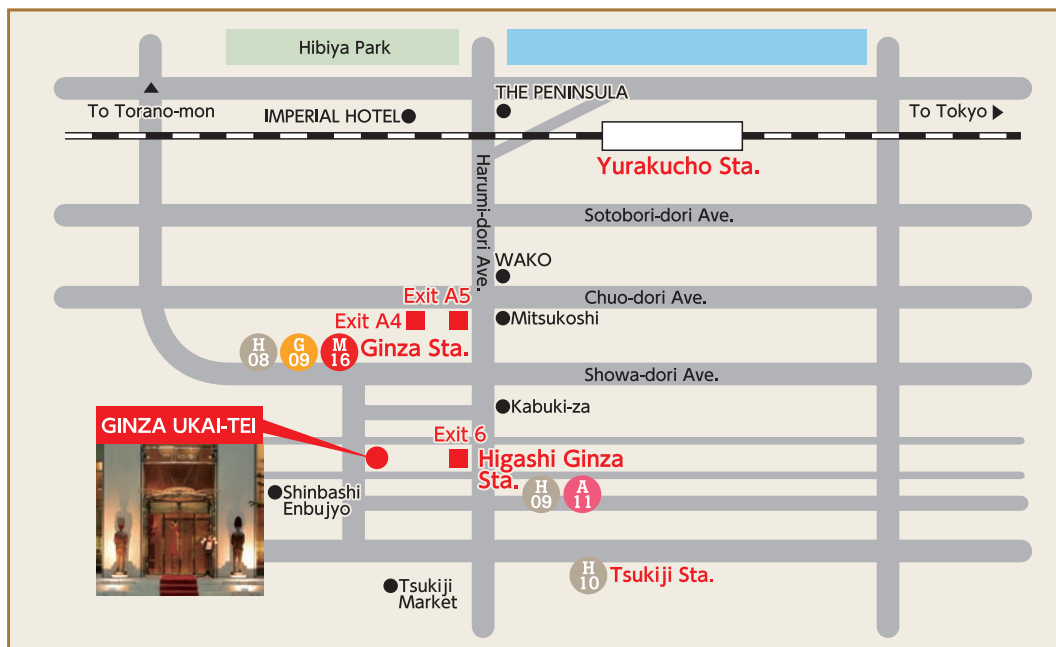 Hibiya Park
THE PENINSULA
To Torano-mon
IMPERIAL HOTEL
To Tokyo
Yurakucho Sta.
Harumi-dori Ave.
Sotobori-dori Ave.
WAKO
Exit A5
Chuo-dori Ave.
Exit A4
Mitsukoshi
H
08
G
09
M
16
Ginza Sta.
Showa-dori Ave.
Kabuki-za
GINZA UKAI-TEI
Exit 6
Higashi Ginza
Sta.
H
09
A
11
Shinbashi
Enbujyo
H
10
Tsukiji Sta.
Tsukiji
Market